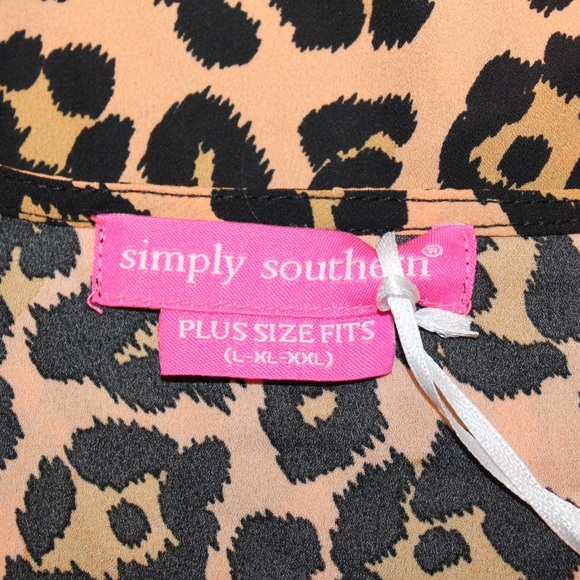 simply southern®
PLUS SIZE FITS
(L-XL-XXL)